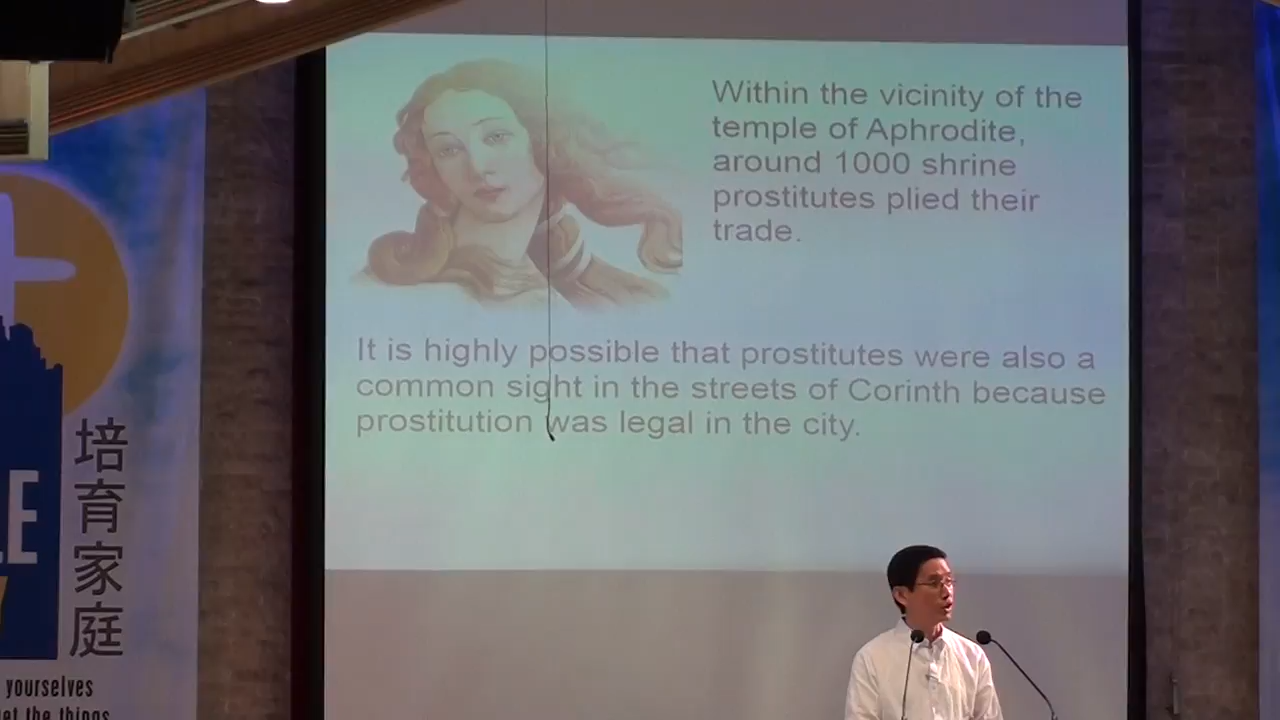 Within the vicinity of the
temple of Aphrodite,
around 1000 shrine
prostitutes plied their
trade.
It is highly possible that prostitutes were also a
common sight in the streets of Corinth because
prostitution was legal in the city.
培育家庭
yourselves
the things